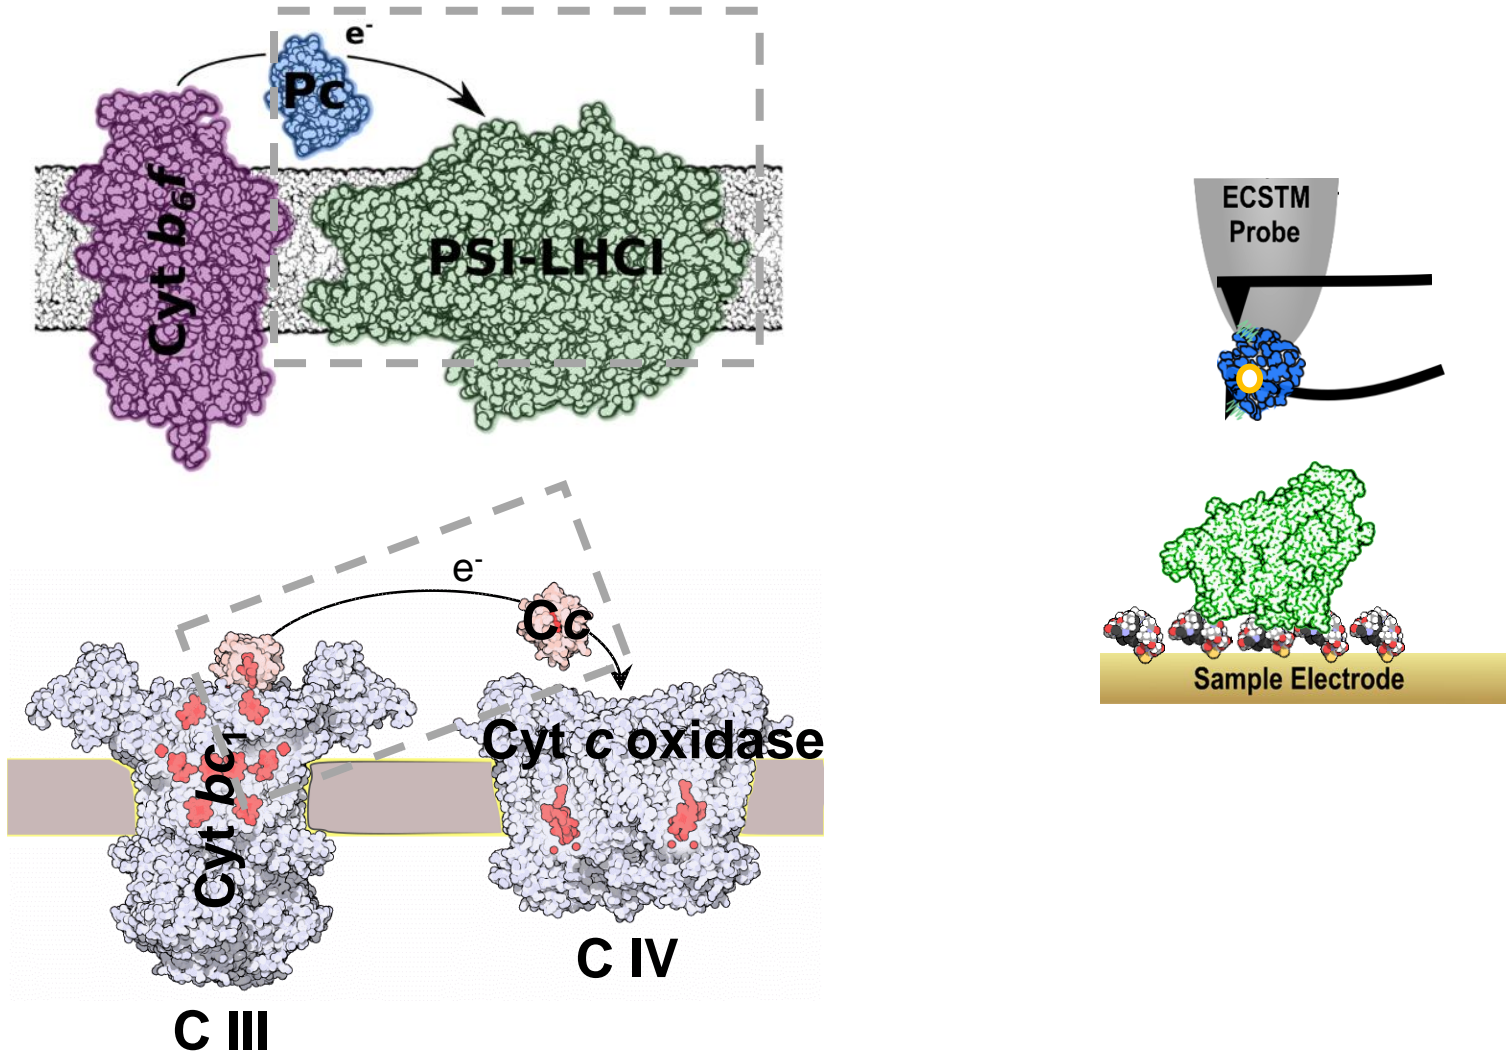 e-
Pc
Cyt b6f
PSI-LHCI
ECSTM
Probe
Sample Electrode
e-
Cc
Cyt bc1
Cyt c oxidase
C IV
C III